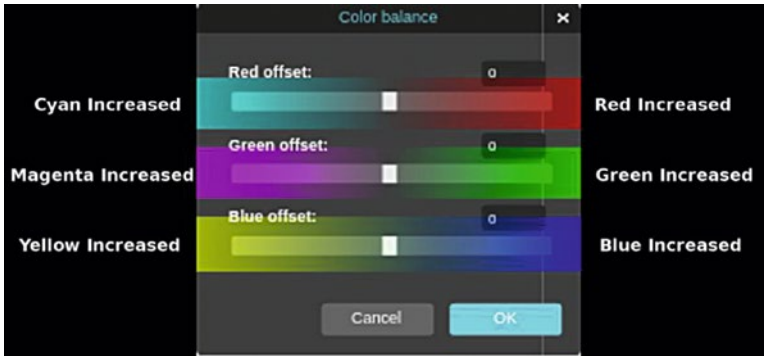 Color balance ×
Red offset: 0
Cyan Increased Red Increased
Green offset: 0
Magenta Increased Green Increased
Blue offset: 0
Yellow Increased Blue Increased
Cancel OK